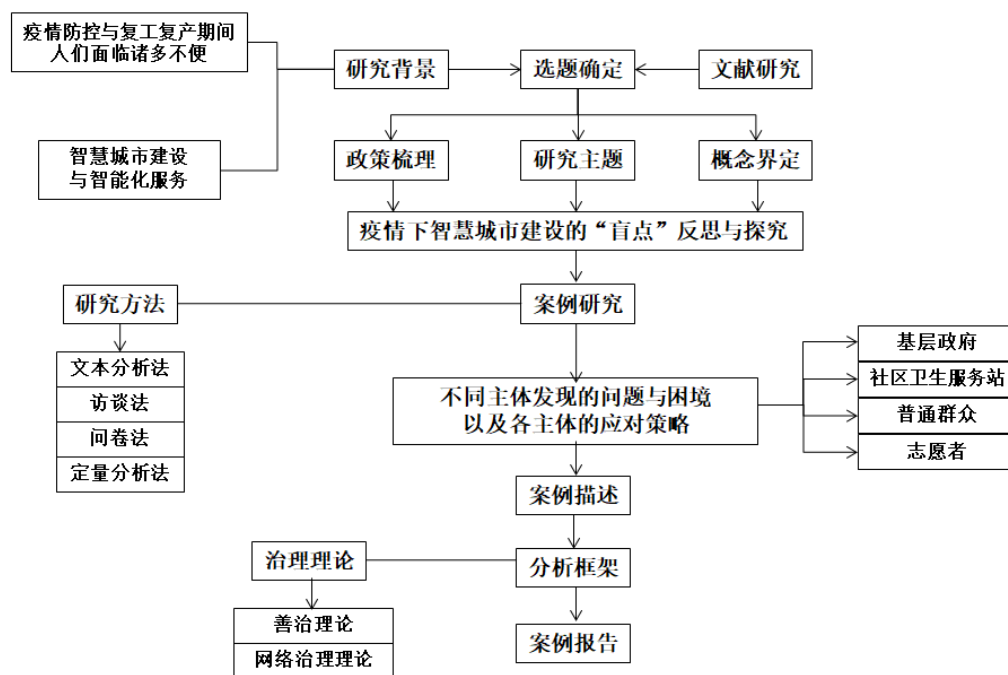 疫情防控与复工复产期间
人们面临诸多不便
研究背景
选题确定
文献研究
智慧城市建设
与智能化服务
政策梳理
研究主题
概念界定
疫情下智慧城市建设的“盲点”反思与探究
研究方法
案例研究
文本分析法
访谈法
问卷法
定量分析法
不同主体发现的问题与困境
以及各主体的应对策略
基层政府
社区卫生服务站
普通群众
志愿者
案例描述
治理理论
分析框架
善治理论
网络治理理论
案例报告